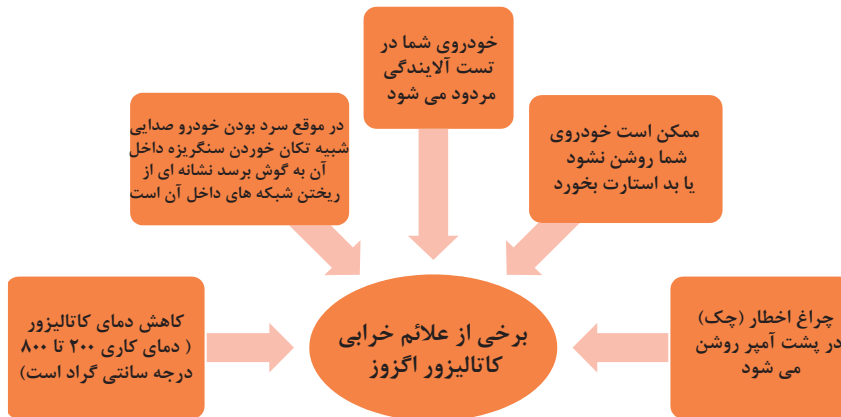 خودروی شما در
تست آلایندگی
مردود می شود
ممکن است خودروی
شما روشن نشود
یا بد استارت بخورد
در موقع سرد بودن خودرو صدایی
شبیه تکان خوردن سنگریزه داخل
آن به گوش برسد نشانه ای از
ریختن شبکه های داخل آن است
چراغ اخطار (چک)
در پشت آمپر روشن
می شود
برخی از علائم خرابی
کاتالیزور اگزوز
کاهش دمای کاتالیزور
( دمای کاری ۲۰۰ تا ۸۰۰
درجه سانتی گراد است)